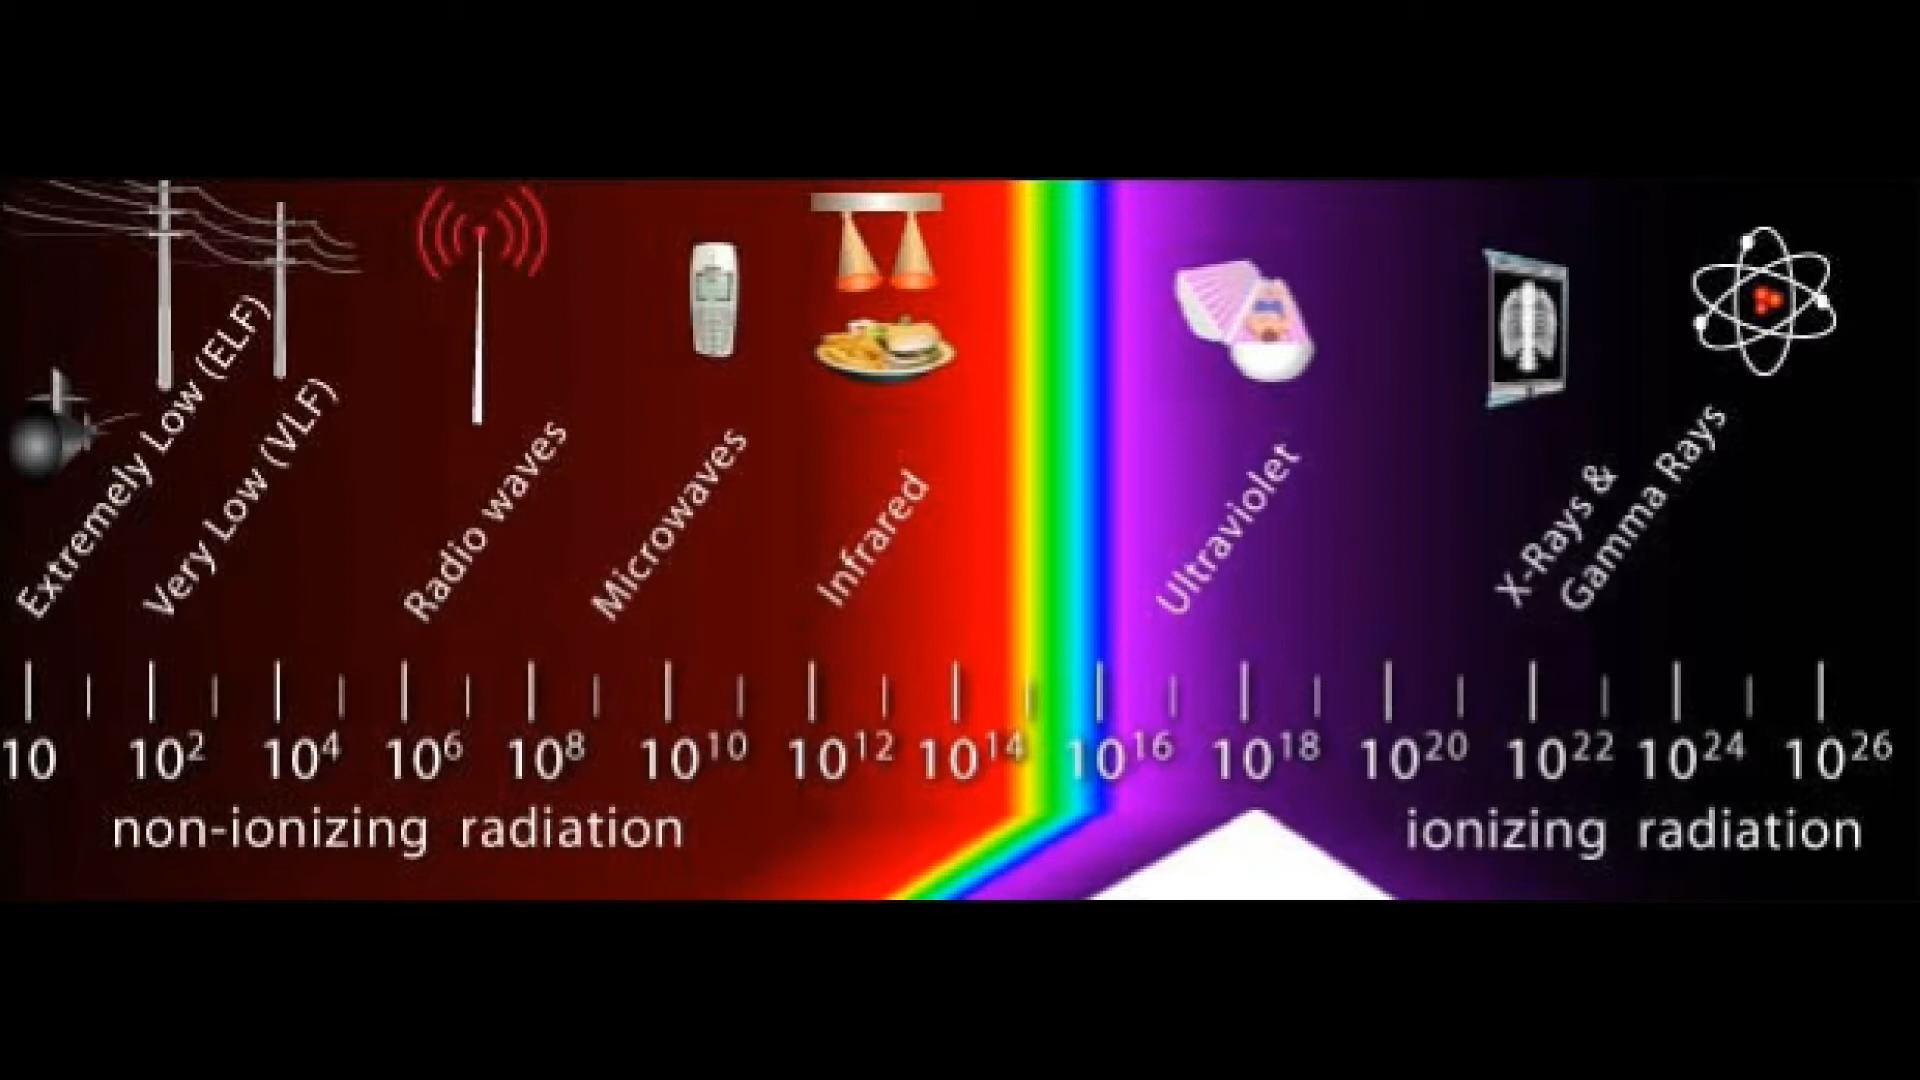 Extremely Low (ELF)
Very Low (VLF)
Radio waves
Microwaves
Infrared
Ultraviolet
X-Rays &
Gamma Rays
10 10² 10⁴ 10⁶ 10⁸ 10¹⁰ 10¹² 10¹⁴ 10¹⁶ 10¹⁸ 10²⁰ 10²² 10²⁴ 10²⁶
non-ionizing radiation
ionizing radiation